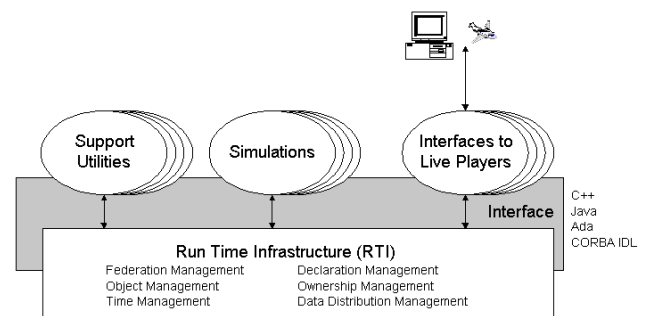 Support
Utilities
Simulations
Interfaces to
Live Players
Interface
C++
Java
Ada
CORBA IDL
Run Time Infrastructure (RTI)
Federation Management
Declaration Management
Object Management
Ownership Management
Time Management
Data Distribution Management